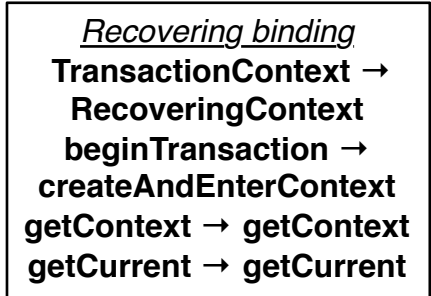 Recovering binding
TransactionContext →
RecoveringContext
beginTransaction →
createAndEnterContext
getContext → getContext
getCurrent → getCurrent